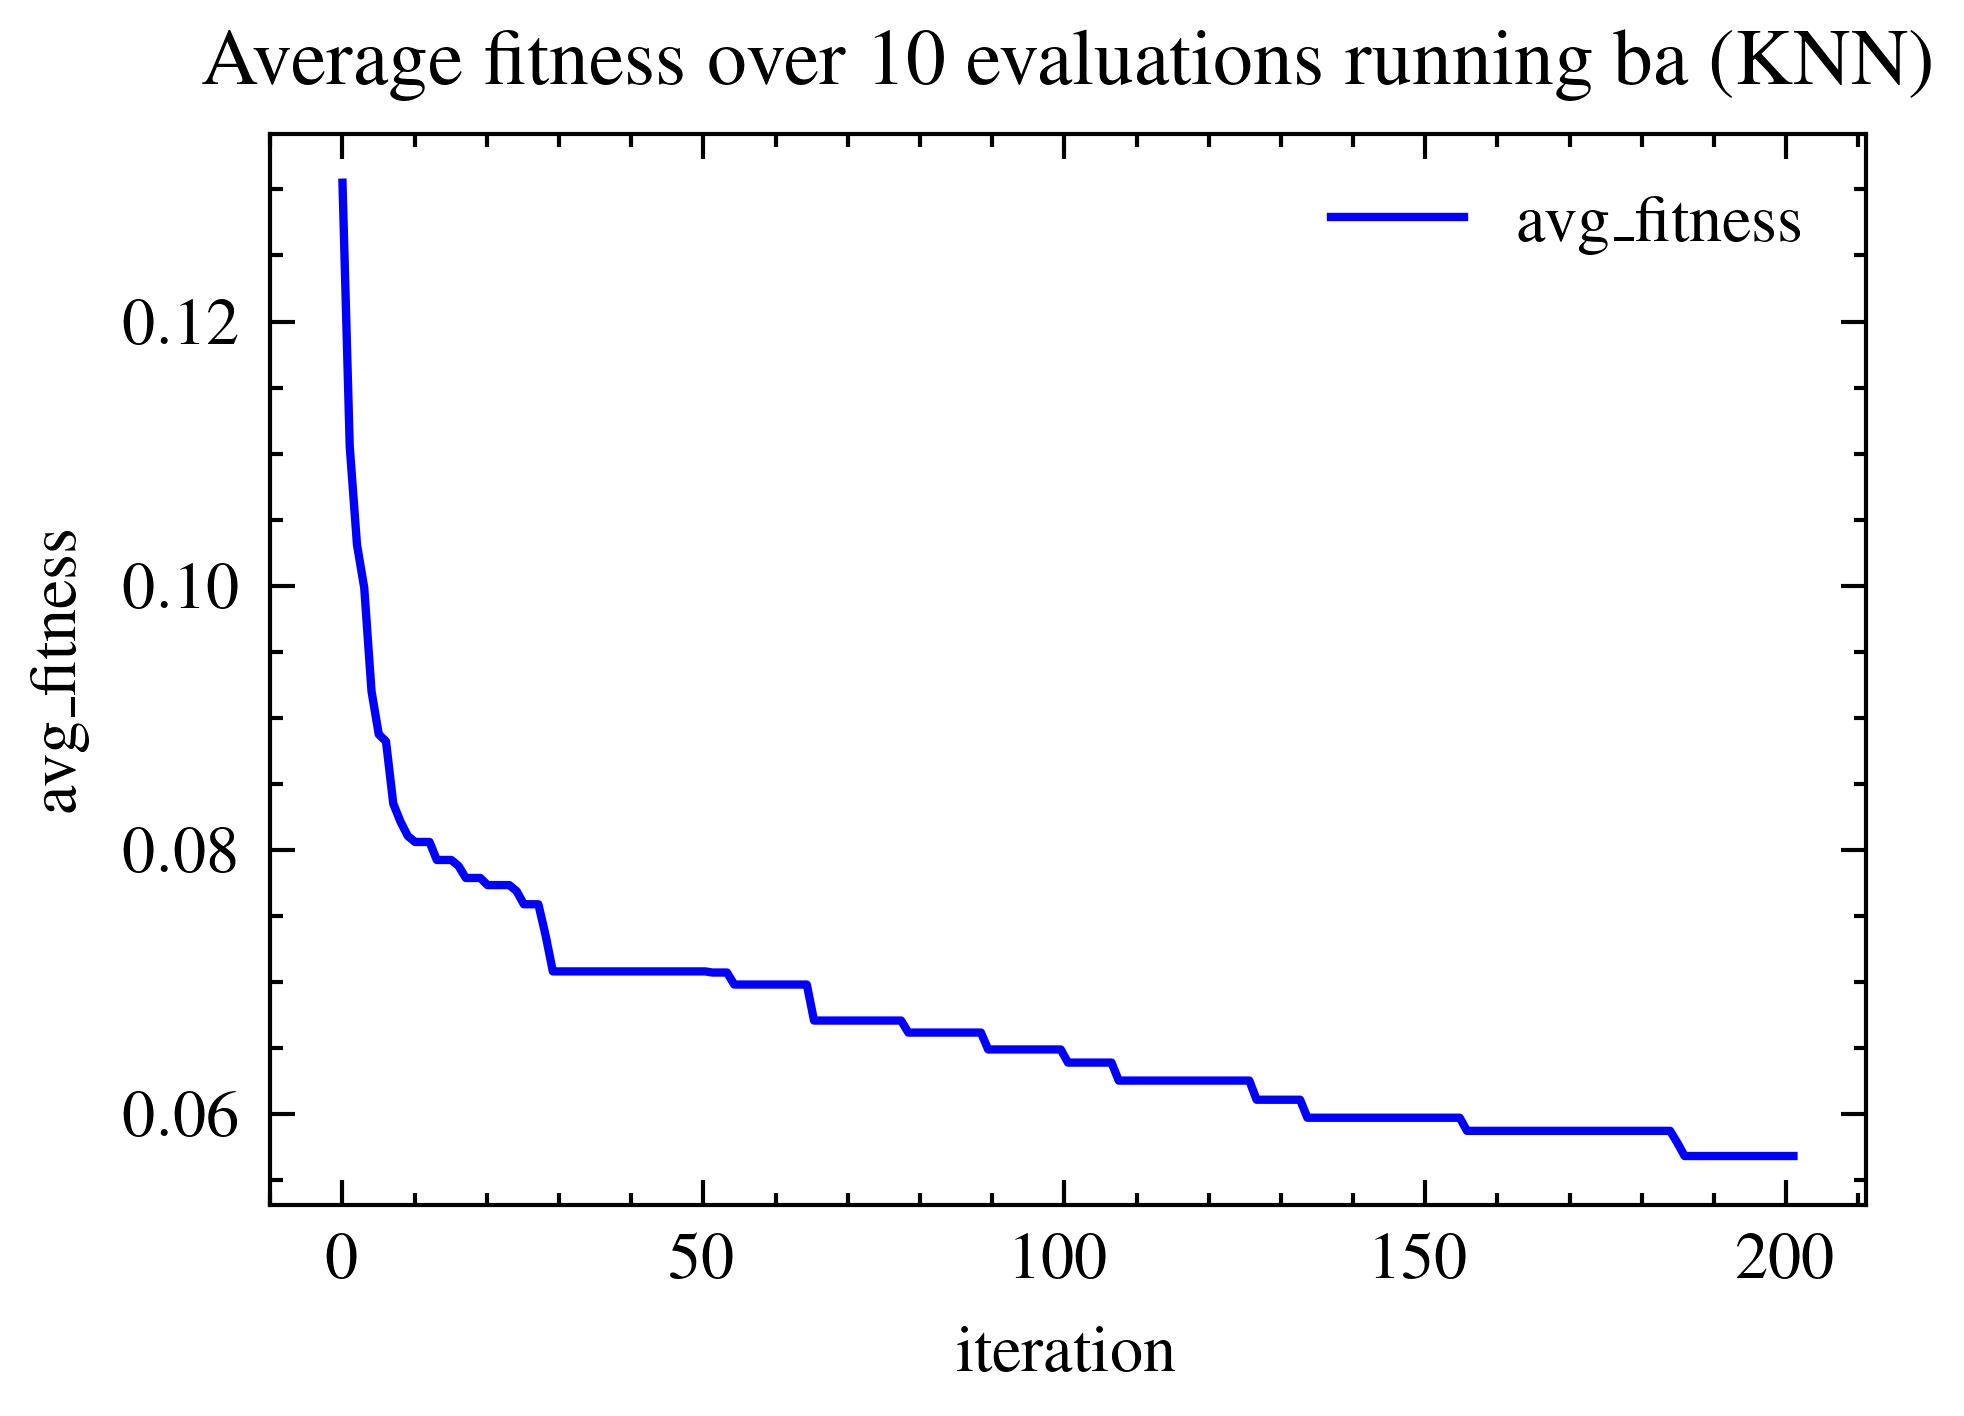 Average fitness over 10 evaluations running ba (KNN)
avg_fitness
0.12
0.10
0.08
0.06
avg_fitness
0 50 100 150 200
iteration